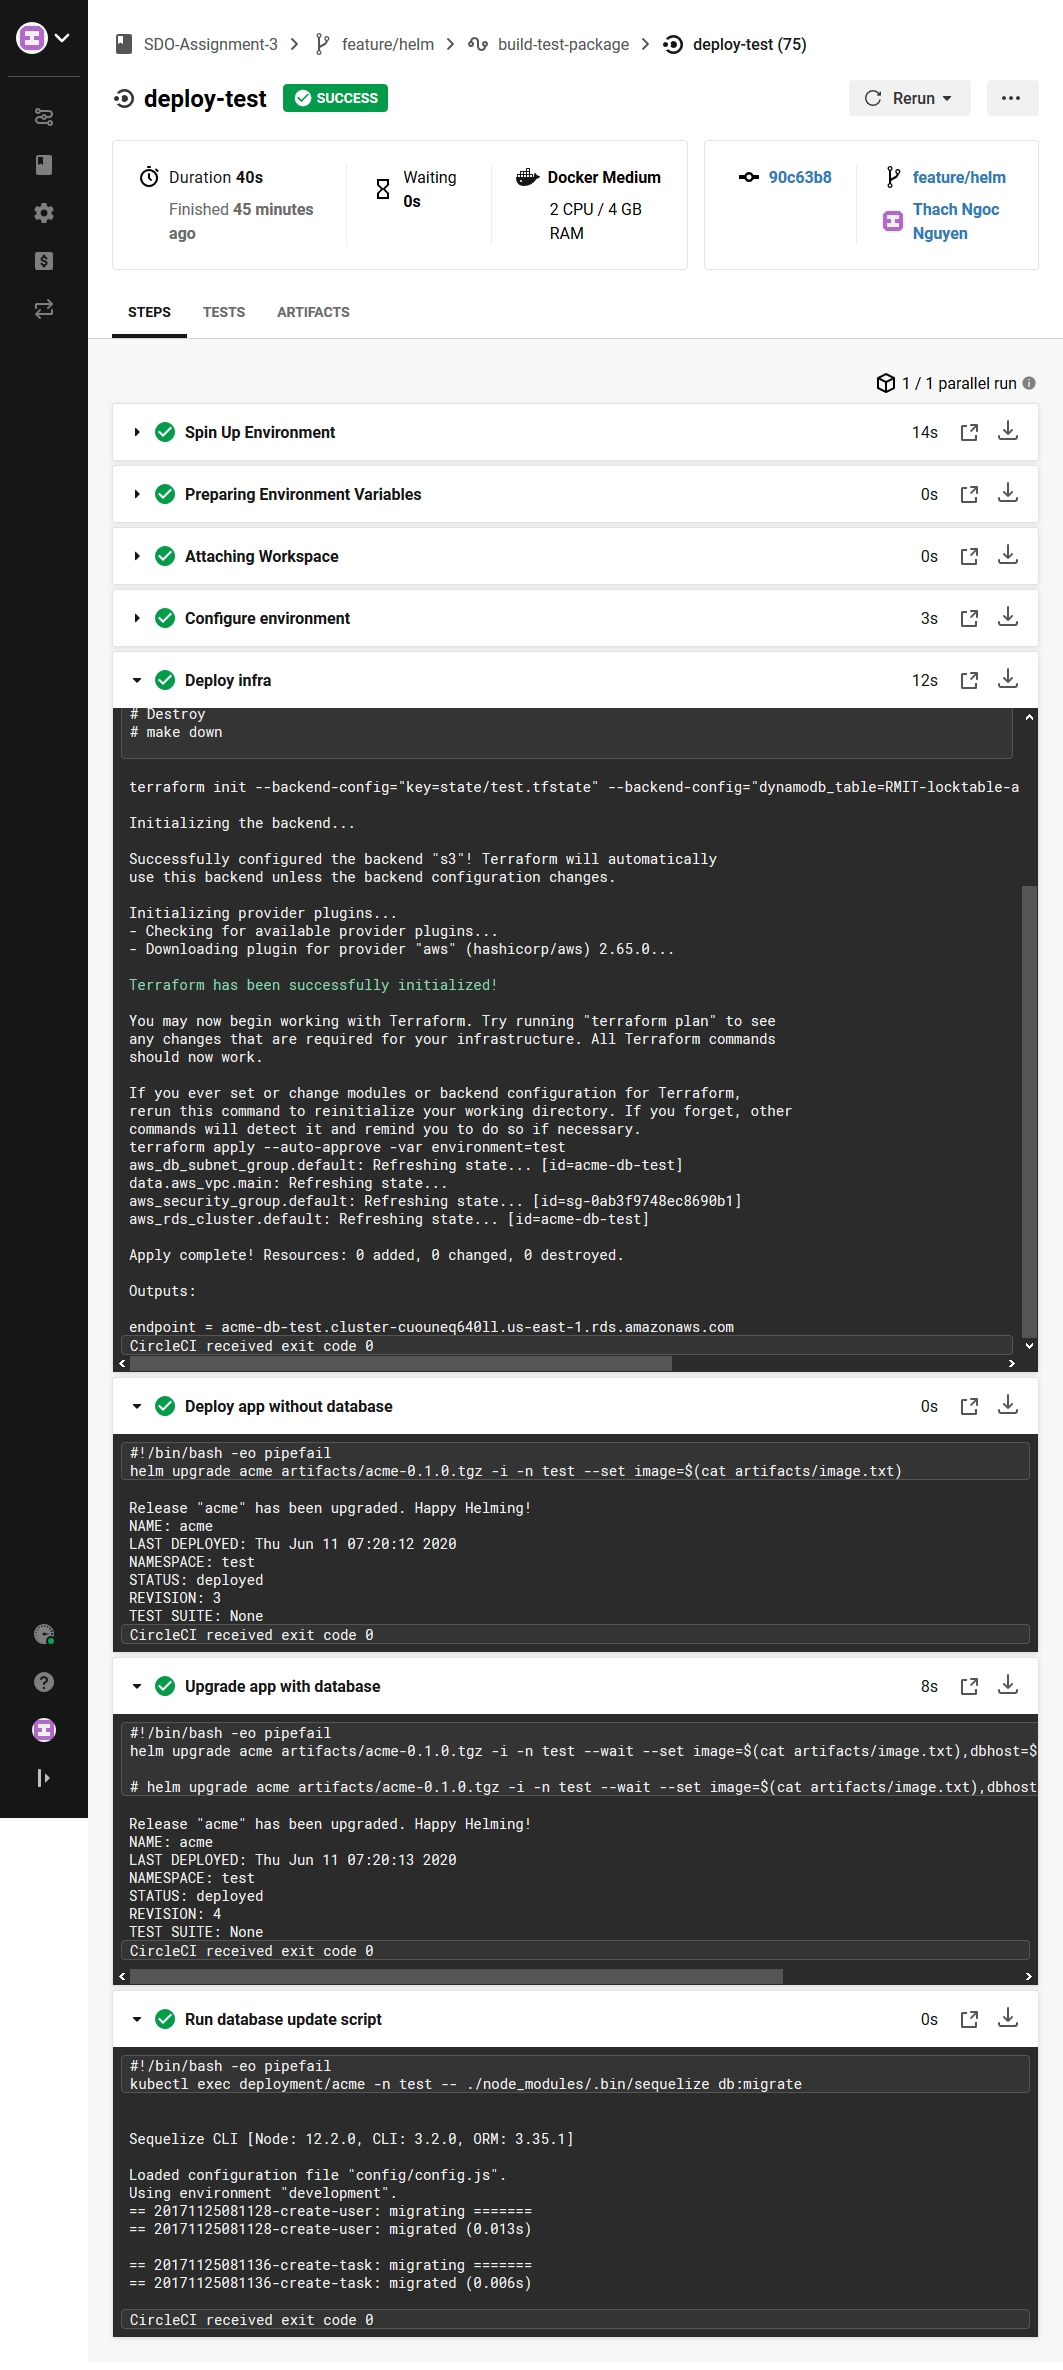 SDO-Assignment-3 > feature/helm > build-test-package > deploy-test (75)
deploy-test SUCCESS Rerun ...
Duration 40s
Finished 45 minutes ago
Waiting
0s
Docker Medium
2 CPU / 4 GB
RAM
90c63b8
feature/helm
Thach Ngoc
Nguyen
STEPS TESTS ARTIFACTS
1 / 1 parallel run
Spin Up Environment 14s
Preparing Environment Variables 0s
Attaching Workspace 0s
Configure environment 3s
Deploy infra 12s
# Destroy
# make down
terraform init --backend-config="key=state/test.tfstate" --backend-config="dynamodb_table=RMIT-locktable-a
Initializing the backend...
Successfully configured the backend "s3"! Terraform will automatically
use this backend unless the backend configuration changes.
Initializing provider plugins...
- Checking for available provider plugins...
- Downloading plugin for provider "aws" (hashicorp/aws) 2.65.0...
Terraform has been successfully initialized!
You may now begin working with Terraform. Try running "terraform plan" to see
any changes that are required for your infrastructure. All Terraform commands
should now work.
If you ever set or change modules or backend configuration for Terraform,
rerun this command to reinitialize your working directory. If you forget, other
commands will detect it and remind you to do so if necessary.
terraform apply --auto-approve -var environment=test
aws_db_subnet_group.default: Refreshing state... [id=acme-db-test]
data.aws_vpc.main: Refreshing state...
aws_security_group.default: Refreshing state... [id=sg-0ab3f9748ec8690b1]
aws_rds_cluster.default: Refreshing state... [id=acme-db-test]
Apply complete! Resources: 0 added, 0 changed, 0 destroyed.
Outputs:
endpoint = acme-db-test.cluster-cuouneq640ll.us-east-1.rds.amazonaws.com
CircleCI received exit code 0
Deploy app without database 0s
#!/bin/bash -eo pipefail
helm upgrade acme artifacts/acme-0.1.0.tgz -i -n test --set image=$(cat artifacts/image.txt)
Release "acme" has been upgraded. Happy Helming!
NAME: acme
LAST DEPLOYED: Thu Jun 11 07:20:12 2020
NAMESPACE: test
STATUS: deployed
REVISION: 3
TEST SUITE: None
CircleCI received exit code 0
Upgrade app with database 8s
#!/bin/bash -eo pipefail
helm upgrade acme artifacts/acme-0.1.0.tgz -i -n test --wait --set image=$(cat artifacts/image.txt),dbhost=$
# helm upgrade acme artifacts/acme-0.1.0.tgz -i -n test --wait --set image=$(cat artifacts/image.txt),dbhost
Release "acme" has been upgraded. Happy Helming!
NAME: acme
LAST DEPLOYED: Thu Jun 11 07:20:13 2020
NAMESPACE: test
STATUS: deployed
REVISION: 4
TEST SUITE: None
CircleCI received exit code 0
Run database update script 0s
#!/bin/bash -eo pipefail
kubectl exec deployment/acme -n test -- ./node_modules/.bin/sequelize db:migrate
Sequelize CLI [Node: 12.2.0, CLI: 3.2.0, ORM: 3.35.1]
Loaded configuration file "config/config.js".
Using environment "development".
== 20171125081128-create-user: migrating =======
== 20171125081128-create-user: migrated (0.013s)
== 20171125081136-create-task: migrating =======
== 20171125081136-create-task: migrated (0.006s)
CircleCI received exit code 0